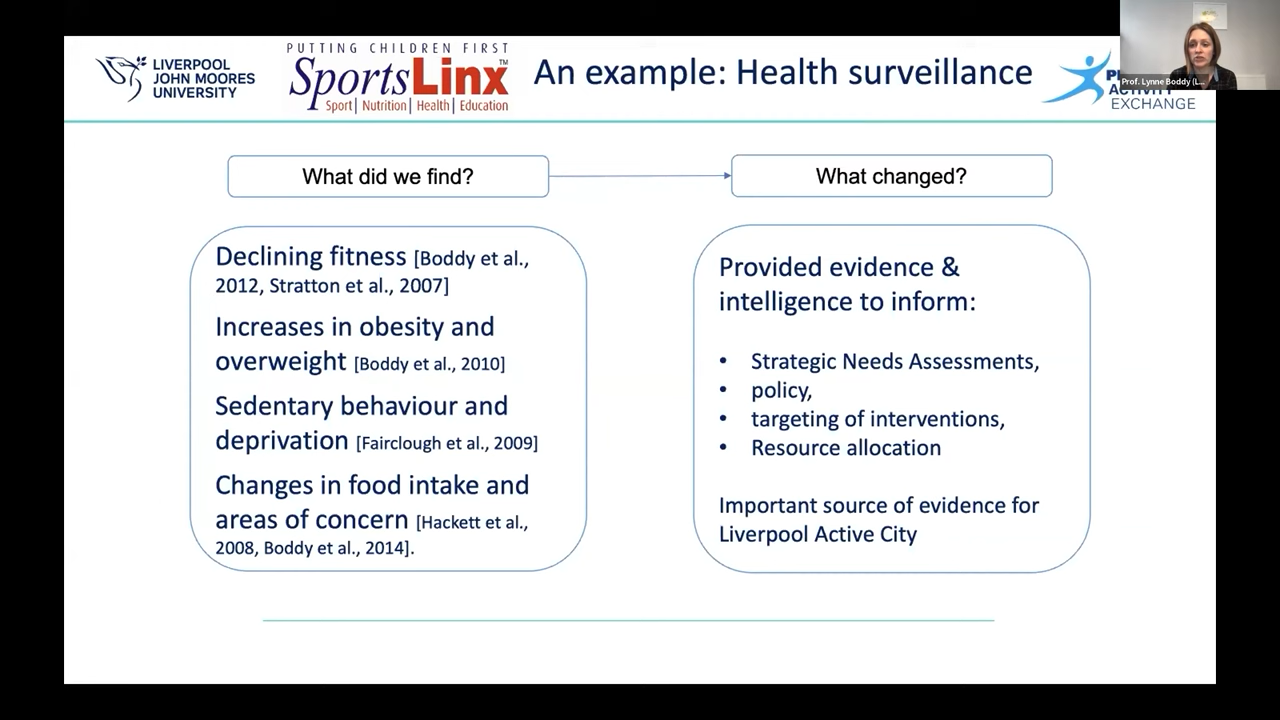 LIVERPOOL
JOHN MOORES
UNIVERSITY
PUTTING CHILDREN FIRST
SportsLinx™
Sport| Nutrition| Health| Education
An example: Health surveillance
Prof. Lynne Boddy (L...
ACTIVITY
EXCHANGE
What did we find?
What changed?
Declining fitness [Boddy et al.,
2012, Stratton et al., 2007]
Increases in obesity and
overweight [Boddy et al., 2010]
Sedentary behaviour and
deprivation [Fairclough et al., 2009]
Changes in food intake and
areas of concern [Hackett et al.,
2008, Boddy et al., 2014].
Provided evidence &
intelligence to inform:
• Strategic Needs Assessments,
• policy,
• targeting of interventions,
• Resource allocation
Important source of evidence for
Liverpool Active City